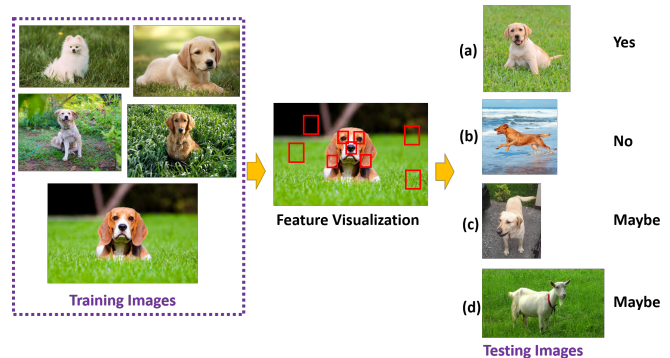 (a)
Yes
(b)
No
Feature Visualization
(c)
Maybe
Training Images
(d)
Maybe
Testing Images